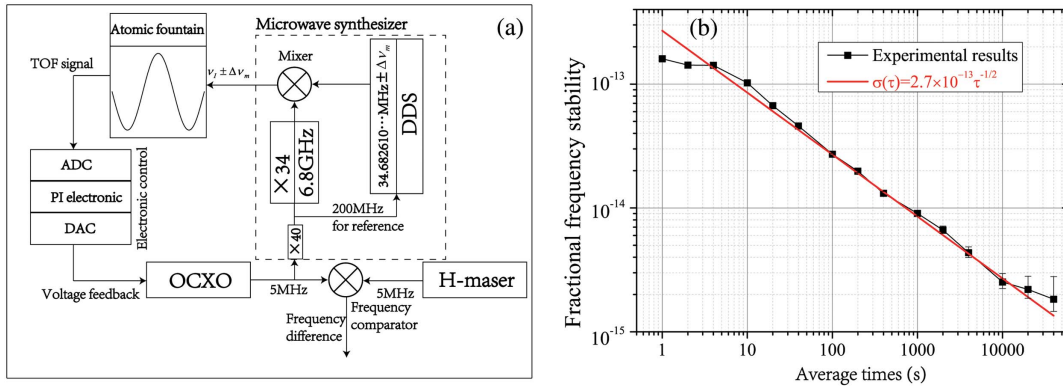 (a)
Atomic fountain
Microwave synthesizer
TOF signal
Mixer
ν_l ± Δν_m
34.682610···MHz ± Δν_m
DDS
×34
6.8GHz
ADC
PI electronic
DAC
Electronic control
200MHz
for reference
×40
Voltage feedback
OCXO
5MHz
5MHz
H-maser
Frequency
difference
Frequency
comparator
(b)
Experimental results
σ(τ)=2.7×10⁻¹³τ⁻¹/²
Fractional frequency stability
10⁻¹³
10⁻¹⁴
10⁻¹⁵
1 10 100 1000 10000
Average times (s)